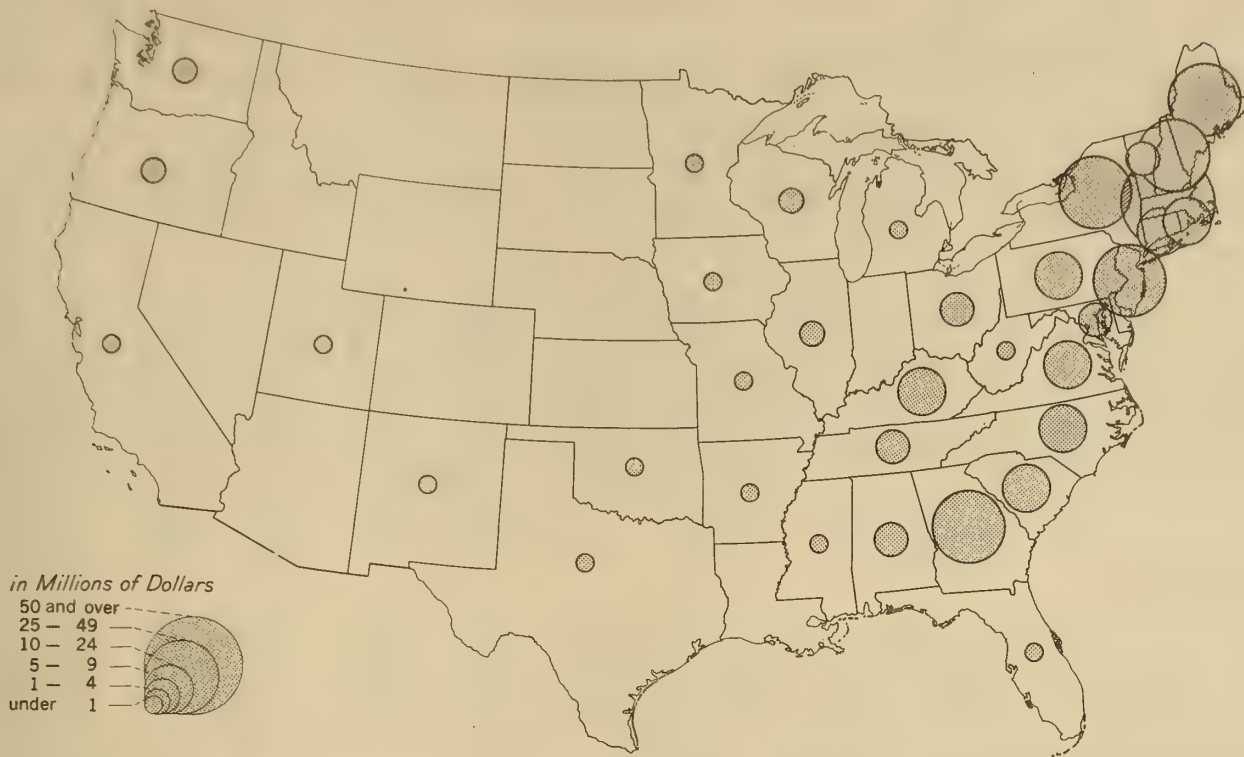 in Millions of Dollars
50 and over
25 – 49
10 – 24
5 – 9
1 – 4
under 1